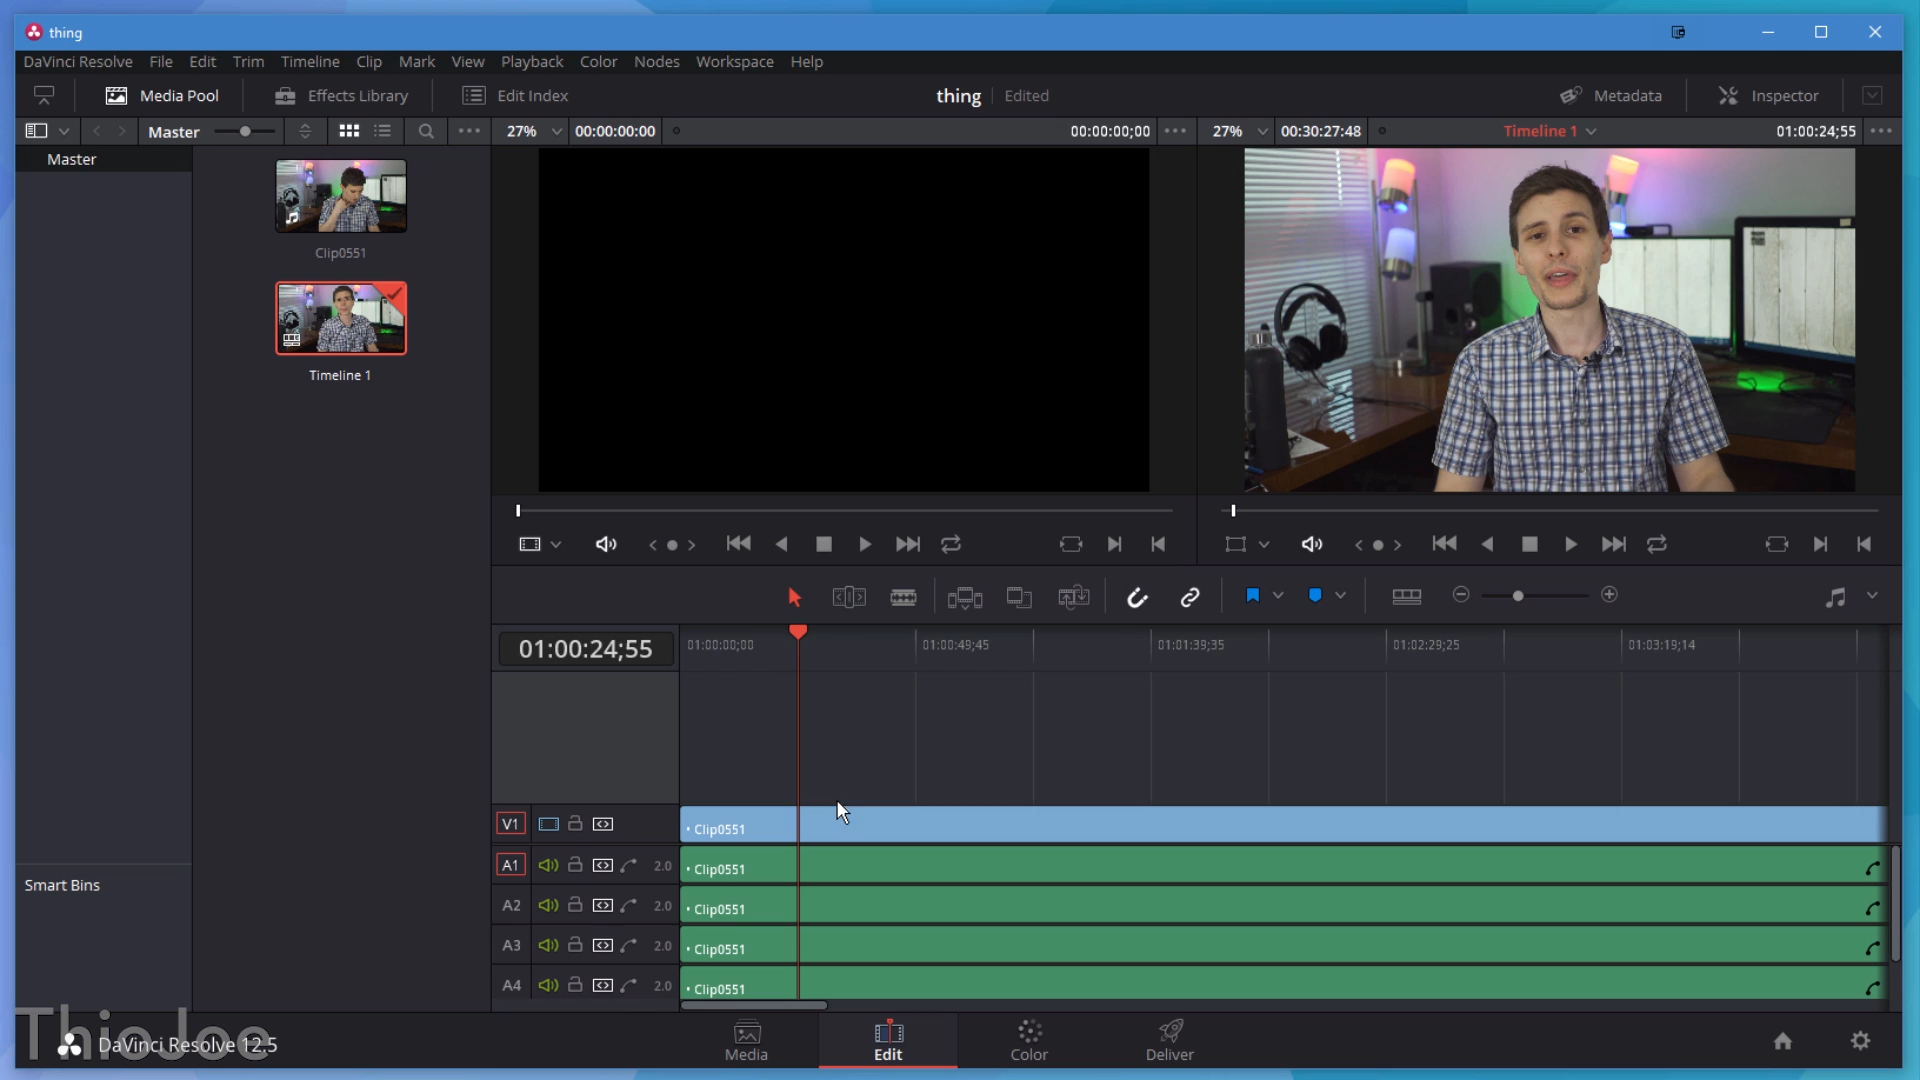 thing
DaVinci Resolve File Edit Trim Timeline Clip Mark View Playback Color Nodes Workspace Help
Media Pool Effects Library Edit Index thing Edited Metadata Inspector
Master 27% 00:00:00:00 00:00:00;00 27% 00:30:27:48 Timeline 1 01:00:24;55
Master
Clip0551
Timeline 1
01:00:24;55 01:00:00;00 01:00:49;45 01:01:39;35 01:02:29;25 01:03:19;14
V1 Clip0551
A1 2.0 Clip0551
Smart Bins
A2 2.0 Clip0551
A3 2.0 Clip0551
A4 2.0 Clip0551
ThioJoe
DaVinci Resolve 12.5
Media Edit Color Deliver